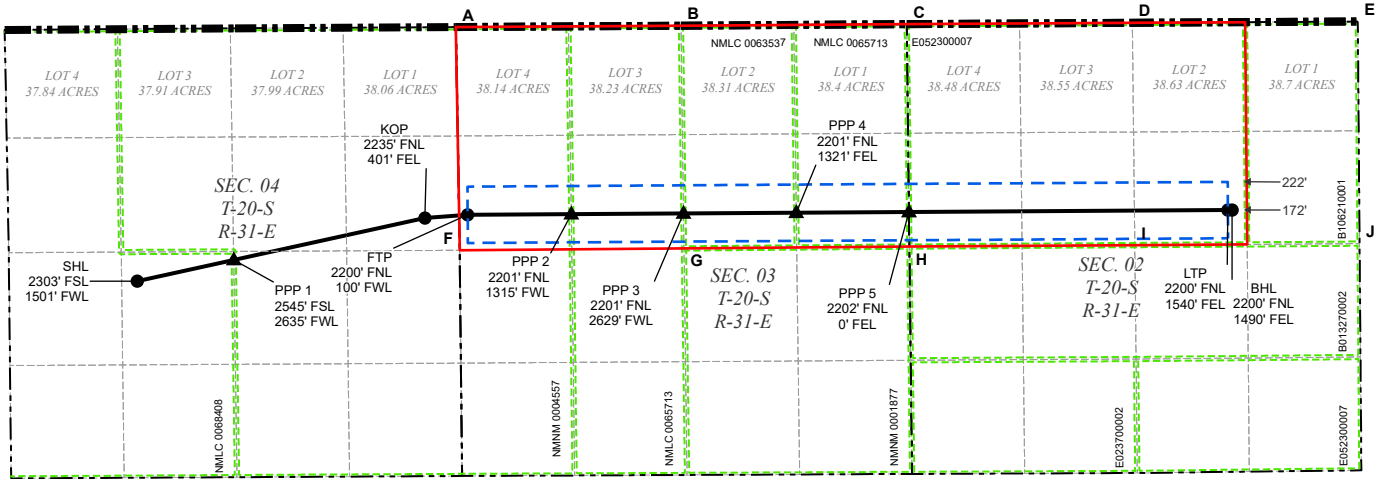 A
B
C
D
E
NMLC 0063537
NMLC 0065713
E052300007
LOT 4
37.84 ACRES
LOT 3
37.91 ACRES
LOT 2
37.99 ACRES
LOT 1
38.06 ACRES
LOT 4
38.14 ACRES
LOT 3
38.23 ACRES
LOT 2
38.31 ACRES
LOT 1
38.4 ACRES
LOT 4
38.48 ACRES
LOT 3
38.55 ACRES
LOT 2
38.63 ACRES
LOT 1
38.7 ACRES
KOP
2235' FNL
401' FEL
PPP 4
2201' FNL
1321' FEL
SEC. 04
T-20-S
R-31-E
222'
172'
B106210001
F
G
H
I
J
SHL
2303' FSL
1501' FWL
PPP 1
2545' FSL
2635' FWL
FTP
2200' FNL
100' FWL
PPP 2
2201' FNL
1315' FWL
PPP 3
2201' FNL
2629' FWL
SEC. 03
T-20-S
R-31-E
PPP 5
2202' FNL
0' FEL
SEC. 02
T-20-S
R-31-E
LTP
2200' FNL
1540' FEL
BHL
2200' FNL
1490' FEL
B013270002
NMLC 0068408
NMNM 0004557
NMLC 0065713
NMNM 0001877
E023700002
E052300007